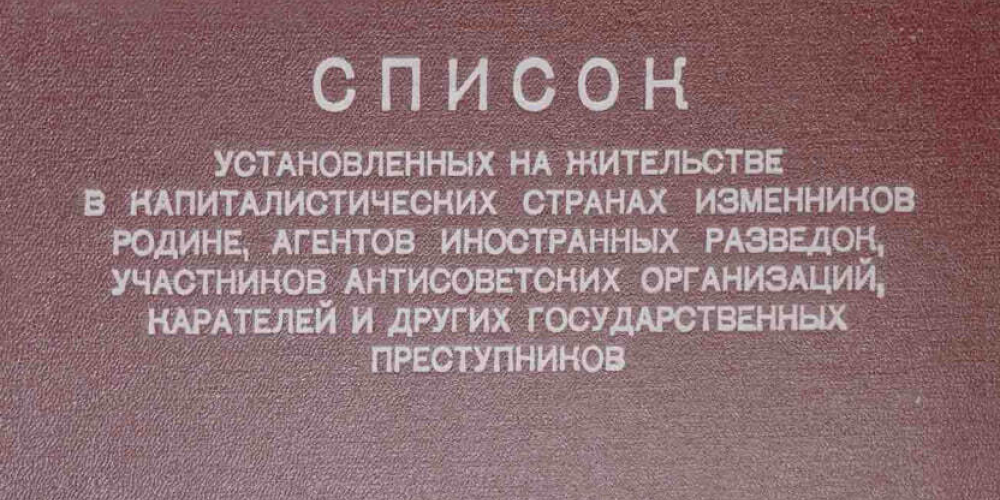 СПИСОК
УСТАНОВЛЕННЫХ НА ЖИТЕЛЬСТВЕ
В КАПИТАЛИСТИЧЕСКИХ СТРАНАХ ИЗМЕННИКОВ
РОДИНЕ, АГЕНТОВ ИНОСТРАННЫХ РАЗВЕДОК,
УЧАСТНИКОВ АНТИСОВЕТСКИХ ОРГАНИЗАЦИЙ,
КАРАТЕЛЕЙ И ДРУГИХ ГОСУДАРСТВЕННЫХ
ПРЕСТУПНИКОВ